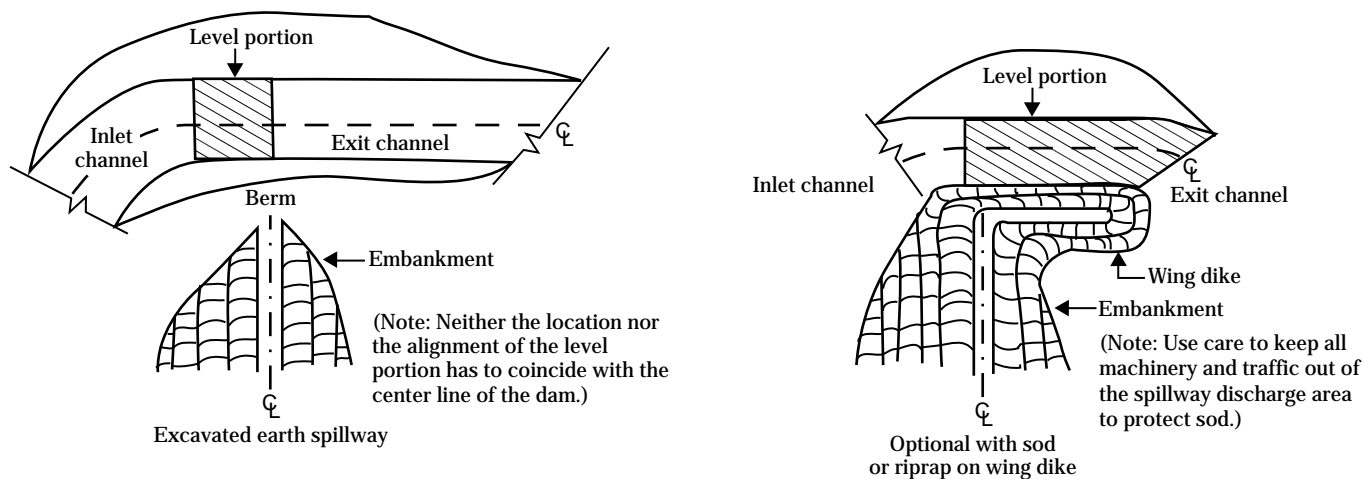 Level portion
Inlet
channel
Exit channel
℄
Berm
Embankment
(Note: Neither the location nor
the alignment of the level
portion has to coincide with the
center line of the dam.)
℄
Excavated earth spillway
Level portion
Inlet channel
℄
Exit channel
Wing dike
Embankment
(Note: Use care to keep all
machinery and traffic out of
the spillway discharge area
to protect sod.)
℄
Optional with sod
or riprap on wing dike